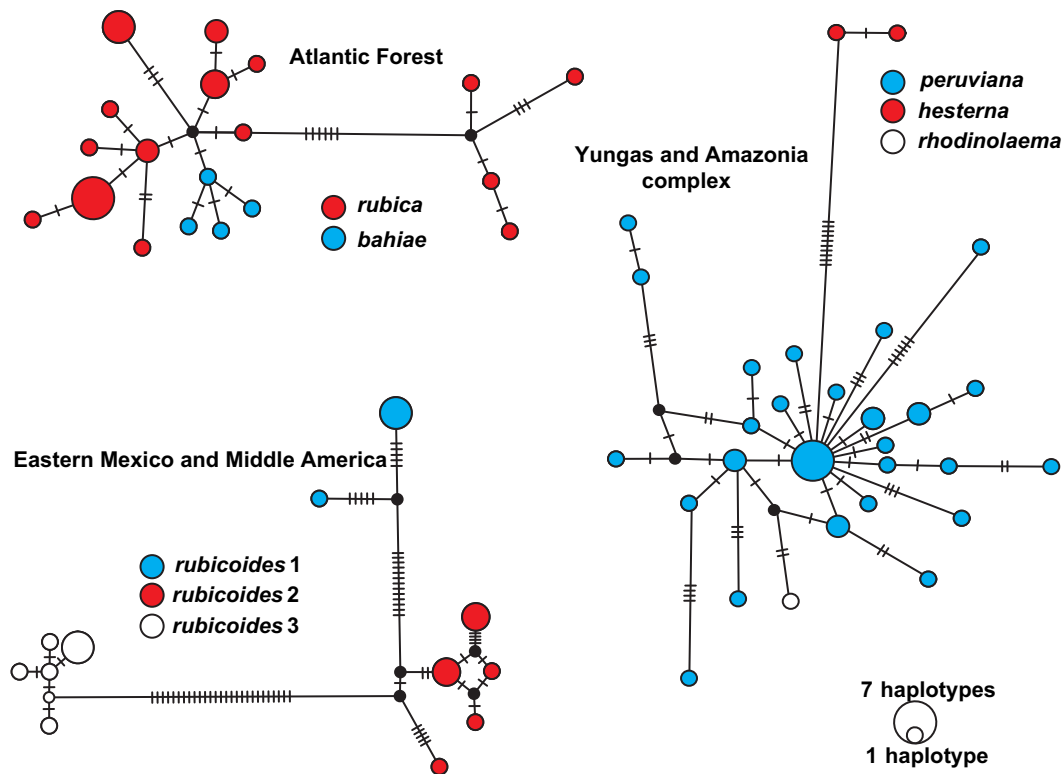 Atlantic Forest
rubica
bahiae
Yungas and Amazonia
complex
peruviana
hesterna
rhodinolaema
Eastern Mexico and Middle America
rubicoides 1
rubicoides 2
rubicoides 3
7 haplotypes
1 haplotype